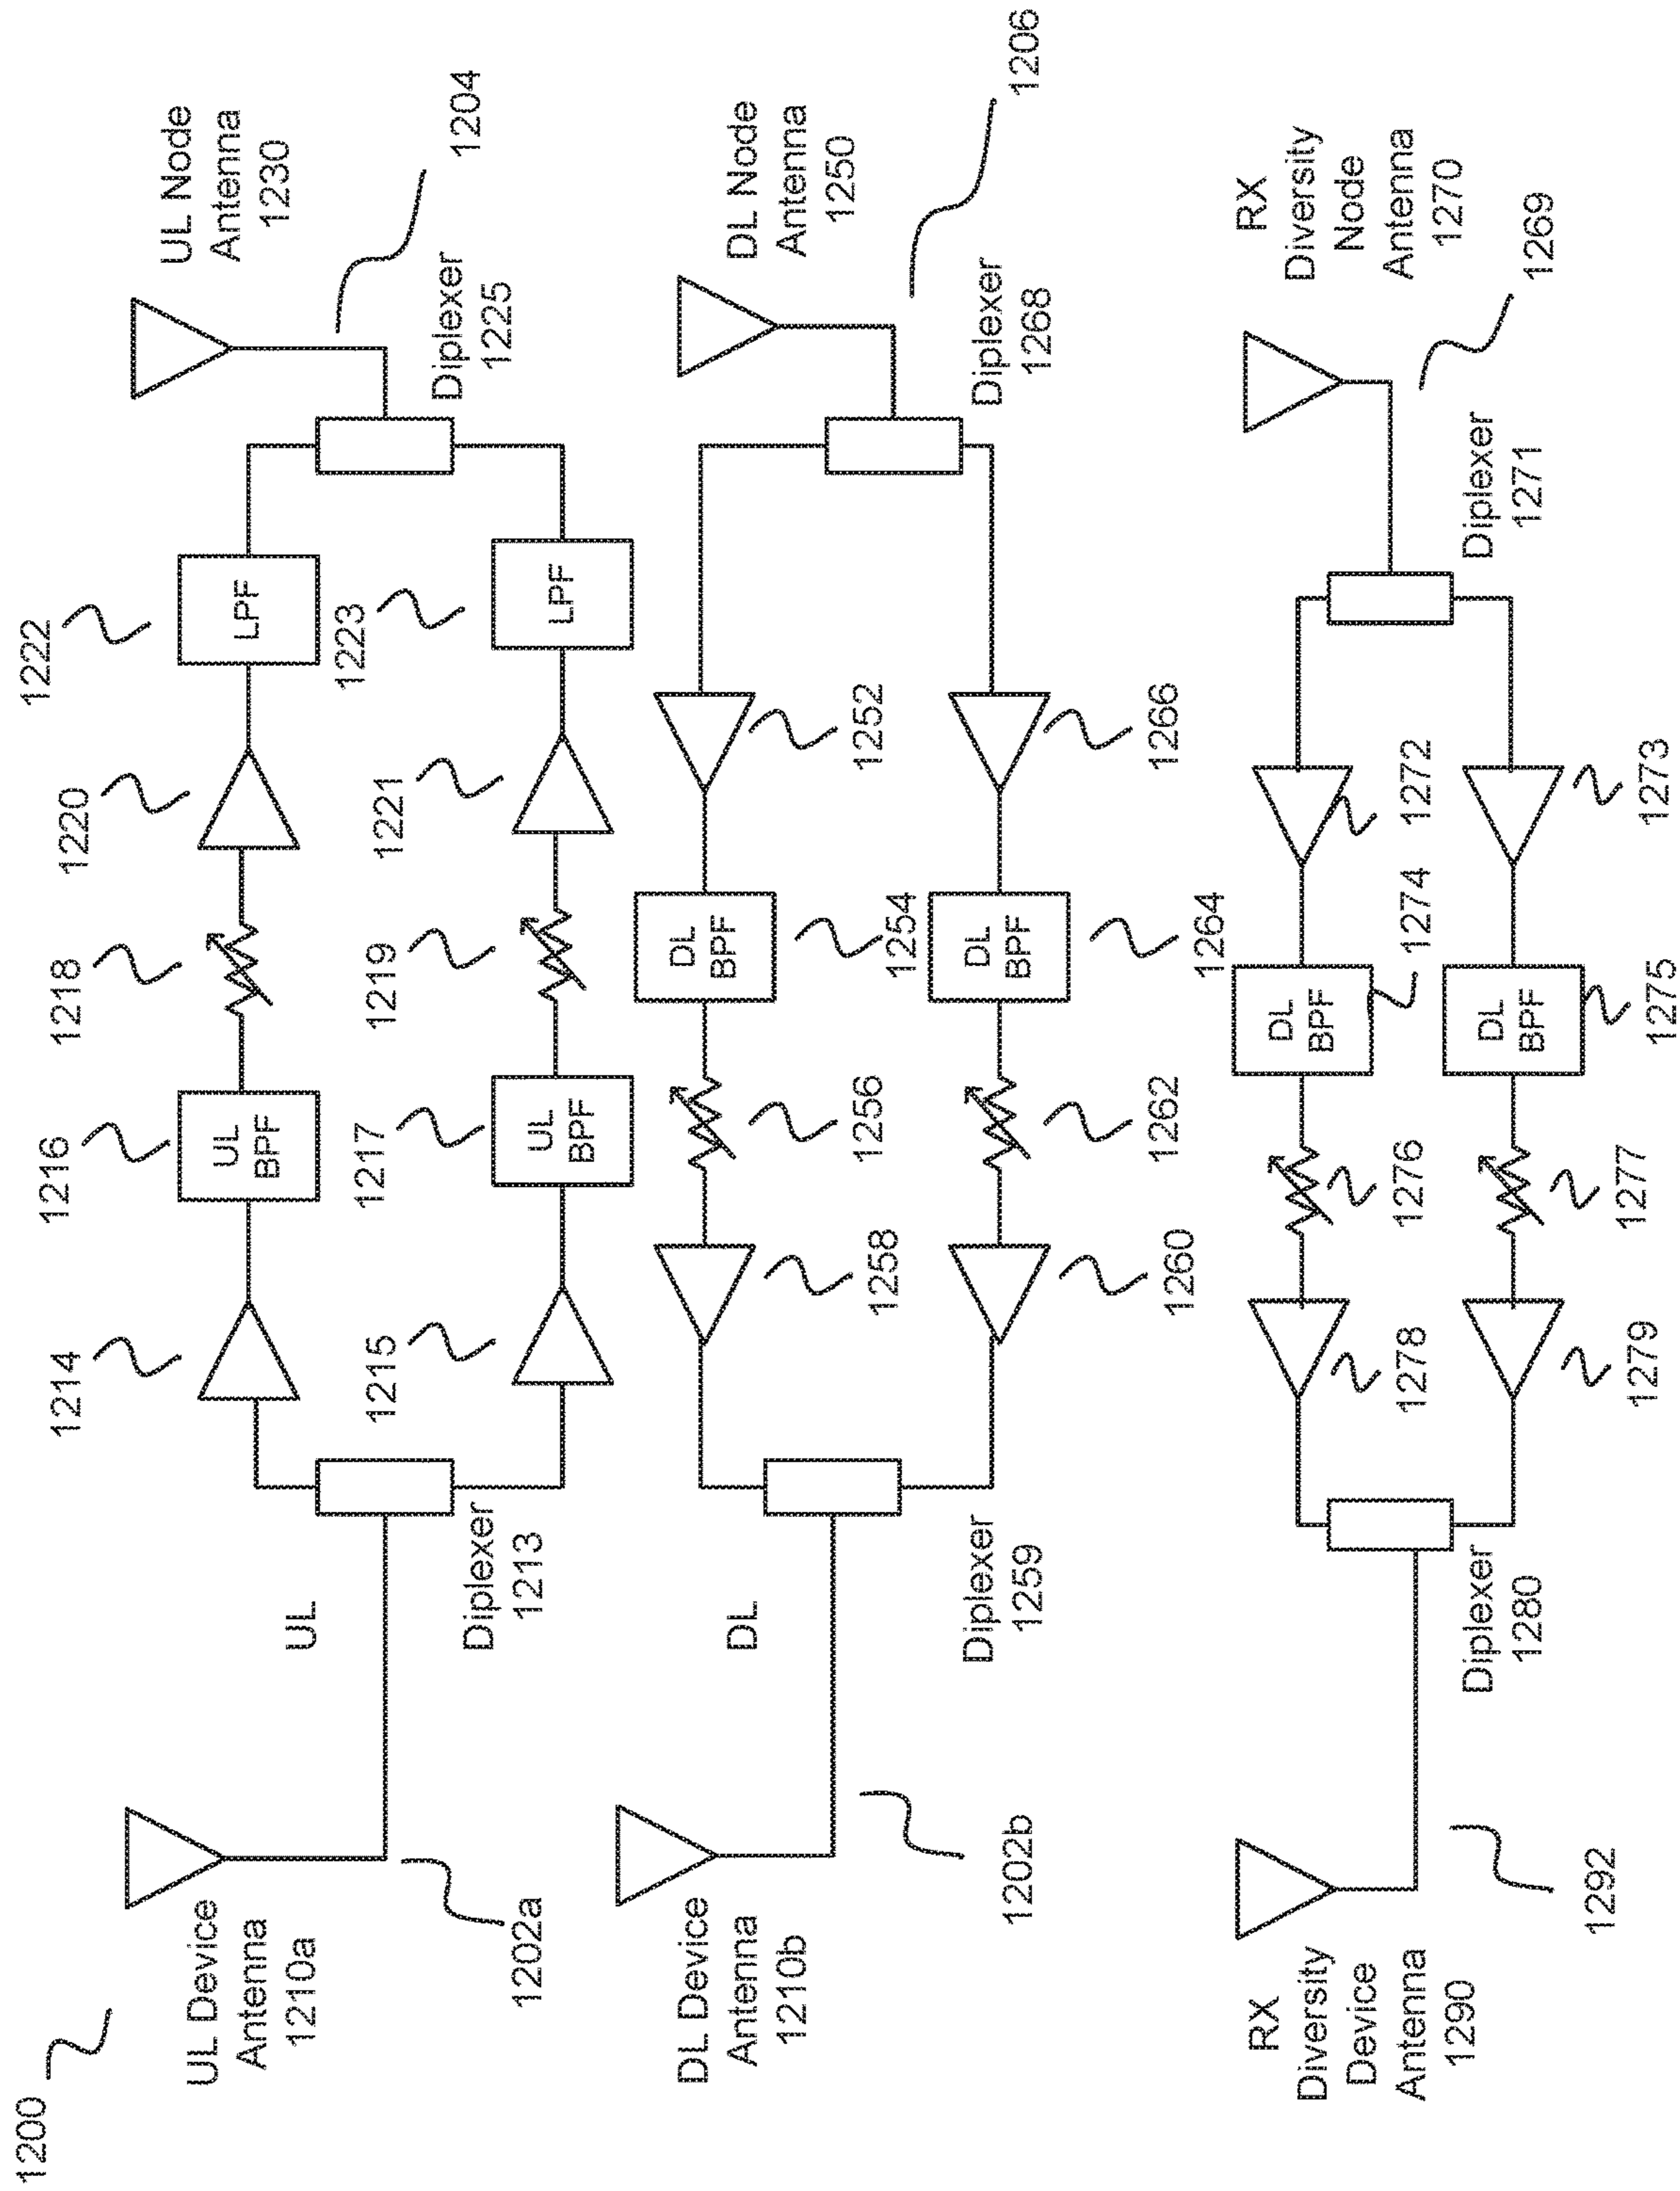 1200
UL Device
Antenna
1210a
1202a
UL
Diplexer
1213
1214
1215
1216
UL
BPF
1217
UL
BPF
1218
1219
1220
1221
1222
LPF
1223
LPF
Diplexer
1225
UL Node
Antenna
1230
1204
DL Device
Antenna
1210b
1202b
DL
Diplexer
1259
1258
1260
1256
1262
DL
BPF
1254
DL
BPF
1264
1252
1266
Diplexer
1268
DL Node
Antenna
1250
1206
RX
Diversity
Device
Antenna
1290
1292
Diplexer
1280
1278
1279
1276
1277
DL
BPF
1274
DL
BPF
1275
1272
1273
Diplexer
1271
RX
Diversity
Node
Antenna
1270
1269